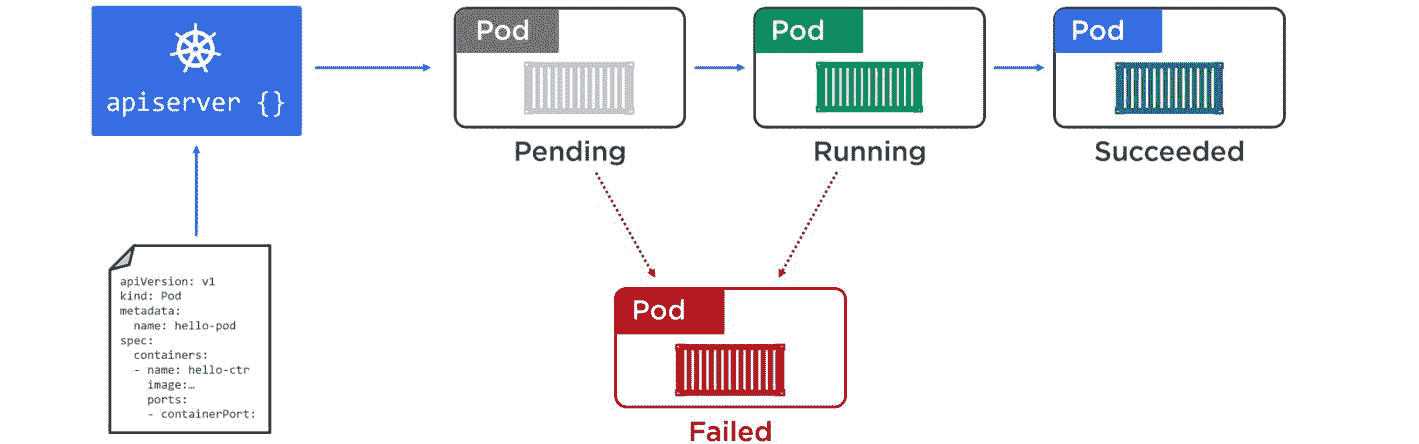 apiserver {}
Pod
Pending
Pod
Running
Pod
Succeeded
apiVersion: v1
kind: Pod
metadata:
  name: hello-pod
spec:
  containers:
  - name: hello-ctr
    image:…
    ports:
    - containerPort:
Pod
Failed